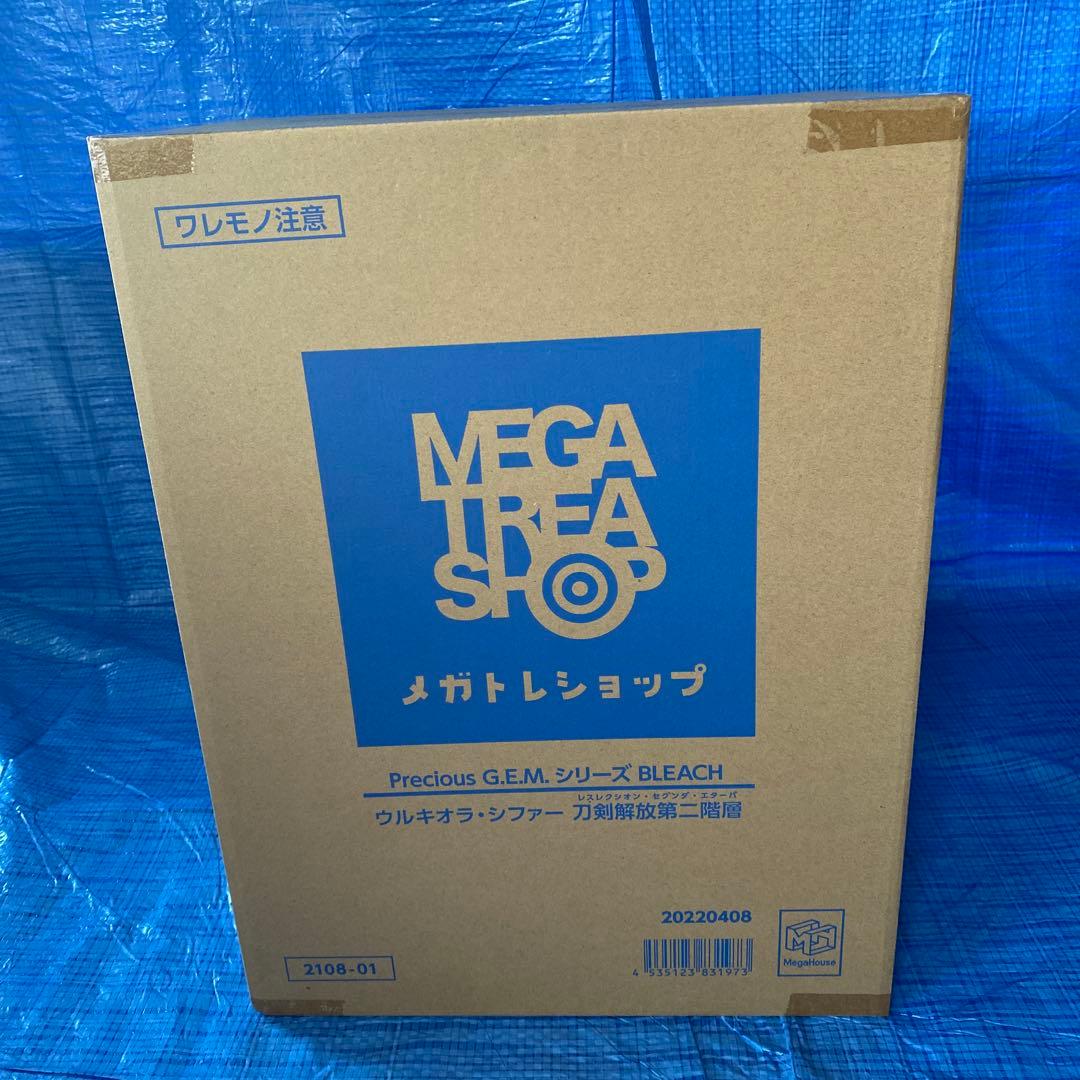 ワレモノ注意
MEGA
TREA
SHOP
メガトレショップ
Precious G.E.M. シリーズ BLEACH
レスレクシオン・セグンダ・エターパ
ウルキオラ・シファー 刀剣解放第二階層
20220408
4 535123 831973
MegaHouse
2108-01